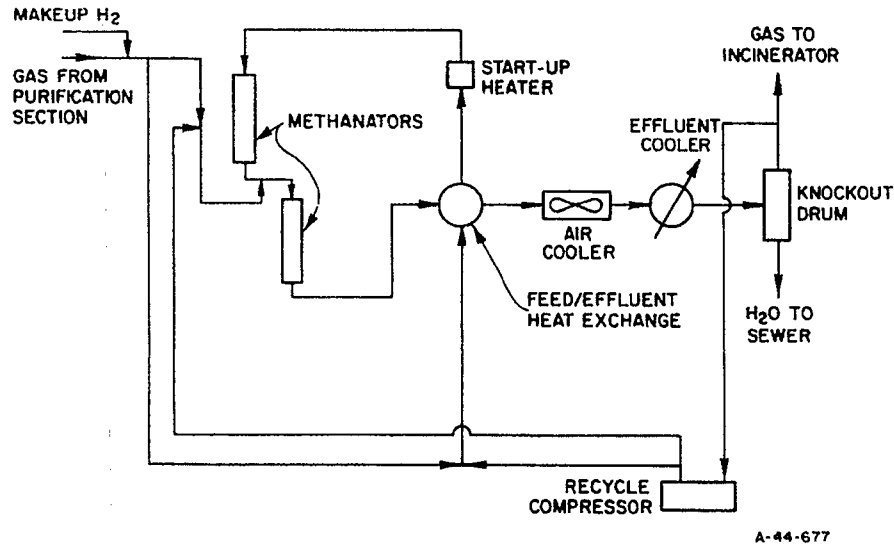 MAKEUP H2
GAS FROM
PURIFICATION
SECTION
METHANATORS
START-UP
HEATER
GAS TO
INCINERATOR
EFFLUENT
COOLER
KNOCKOUT
DRUM
AIR
COOLER
FEED/EFFLUENT
HEAT EXCHANGE
H2O TO
SEWER
RECYCLE
COMPRESSOR
A-44-677